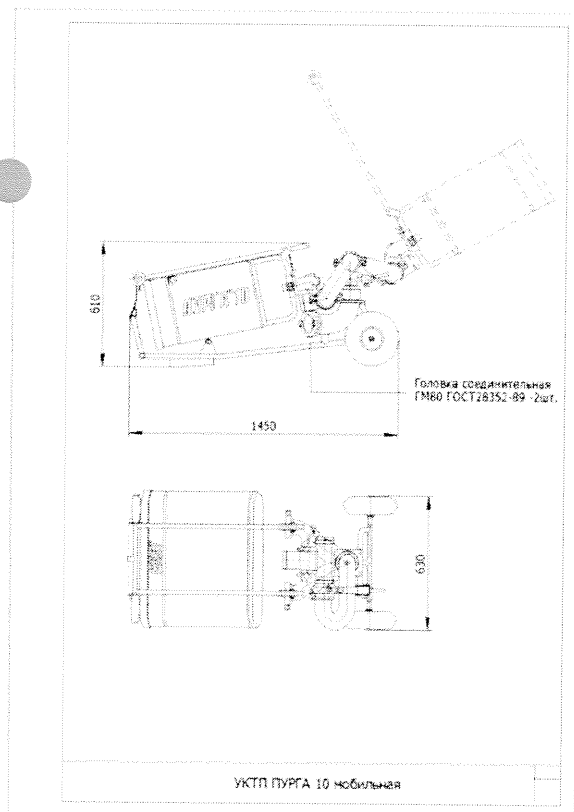 610
Головка соединительная
ГМ80 ГОСТ28352-89 -2шт.
1450
630
УКТП ПУРГА 10 мобильная